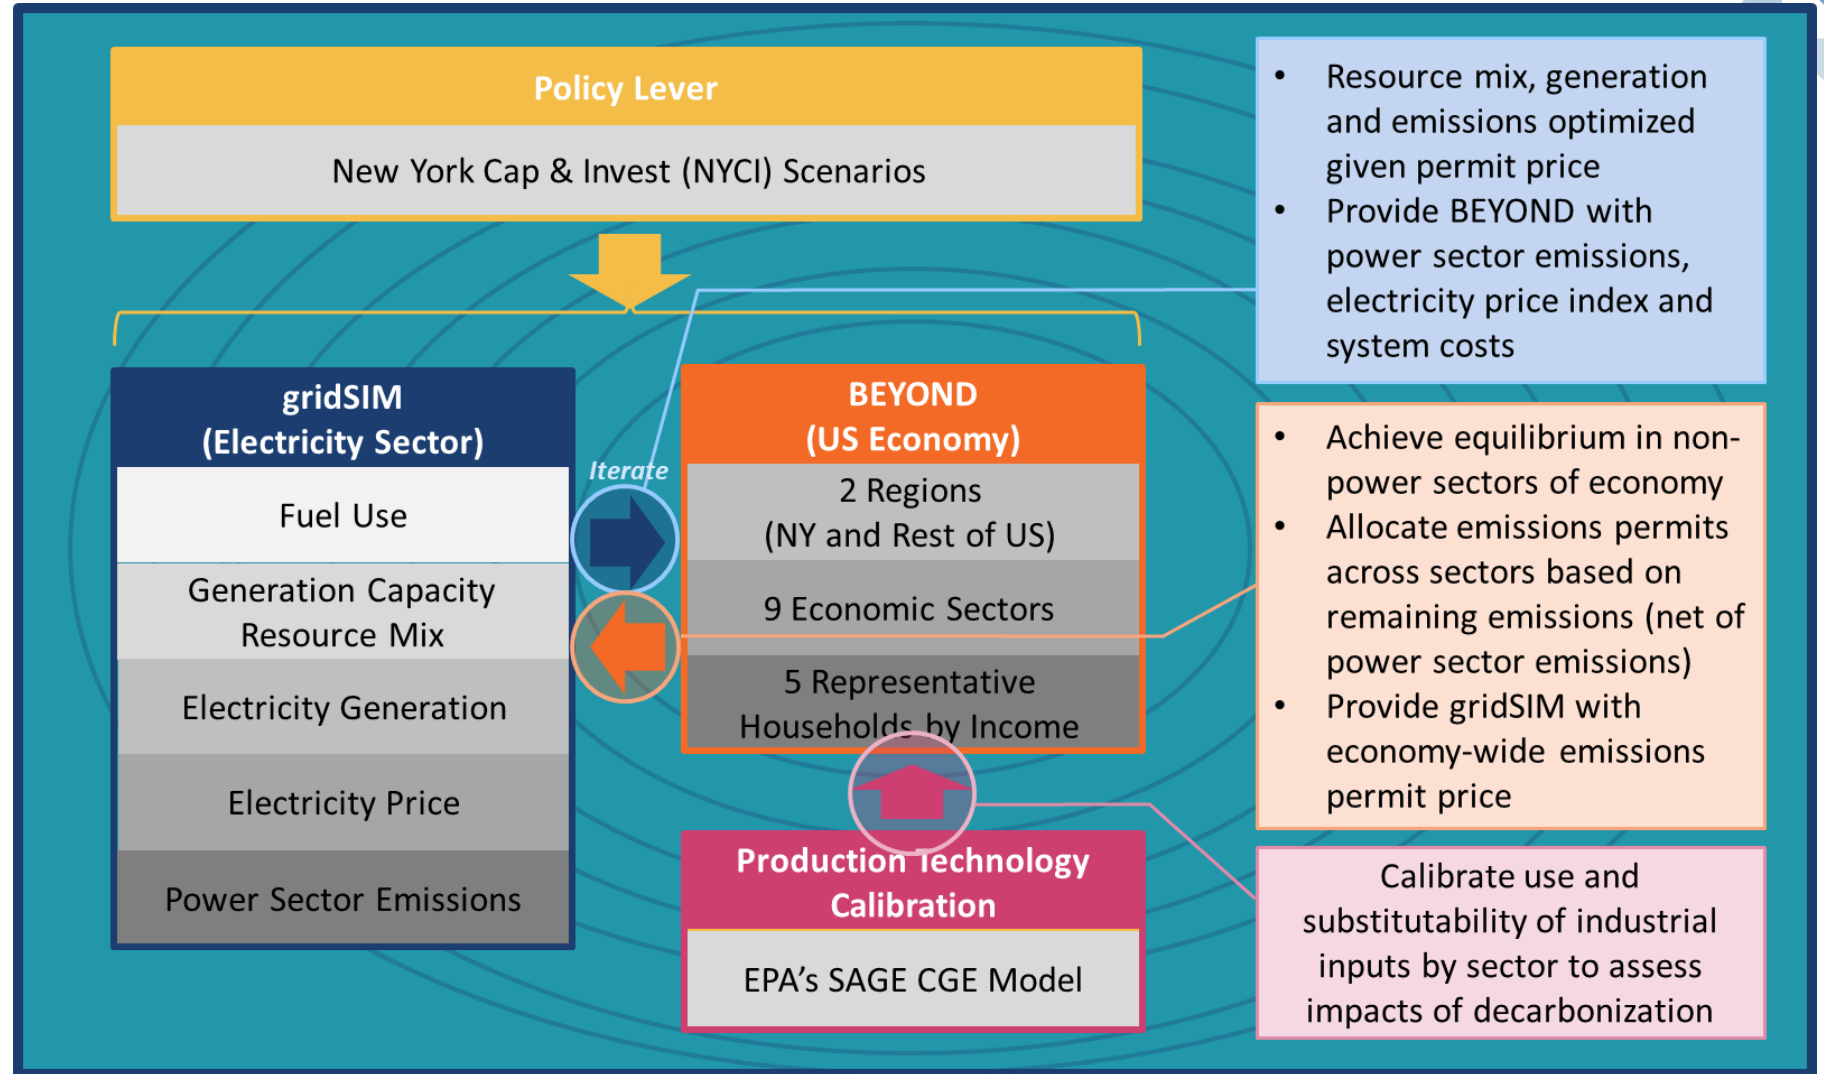 Policy Lever
New York Cap & Invest (NYCI) Scenarios
gridSIM
(Electricity Sector)
Fuel Use
Generation Capacity
Resource Mix
Electricity Generation
Electricity Price
Power Sector Emissions
Iterate
BEYOND
(US Economy)
2 Regions
(NY and Rest of US)
9 Economic Sectors
5 Representative
Households by Income
Production Technology
Calibration
EPA’s SAGE CGE Model
• Resource mix, generation
and emissions optimized
given permit price
• Provide BEYOND with
power sector emissions,
electricity price index and
system costs
• Achieve equilibrium in non-
power sectors of economy
• Allocate emissions permits
across sectors based on
remaining emissions (net of
power sector emissions)
• Provide gridSIM with
economy-wide emissions
permit price
Calibrate use and
substitutability of industrial
inputs by sector to assess
impacts of decarbonization